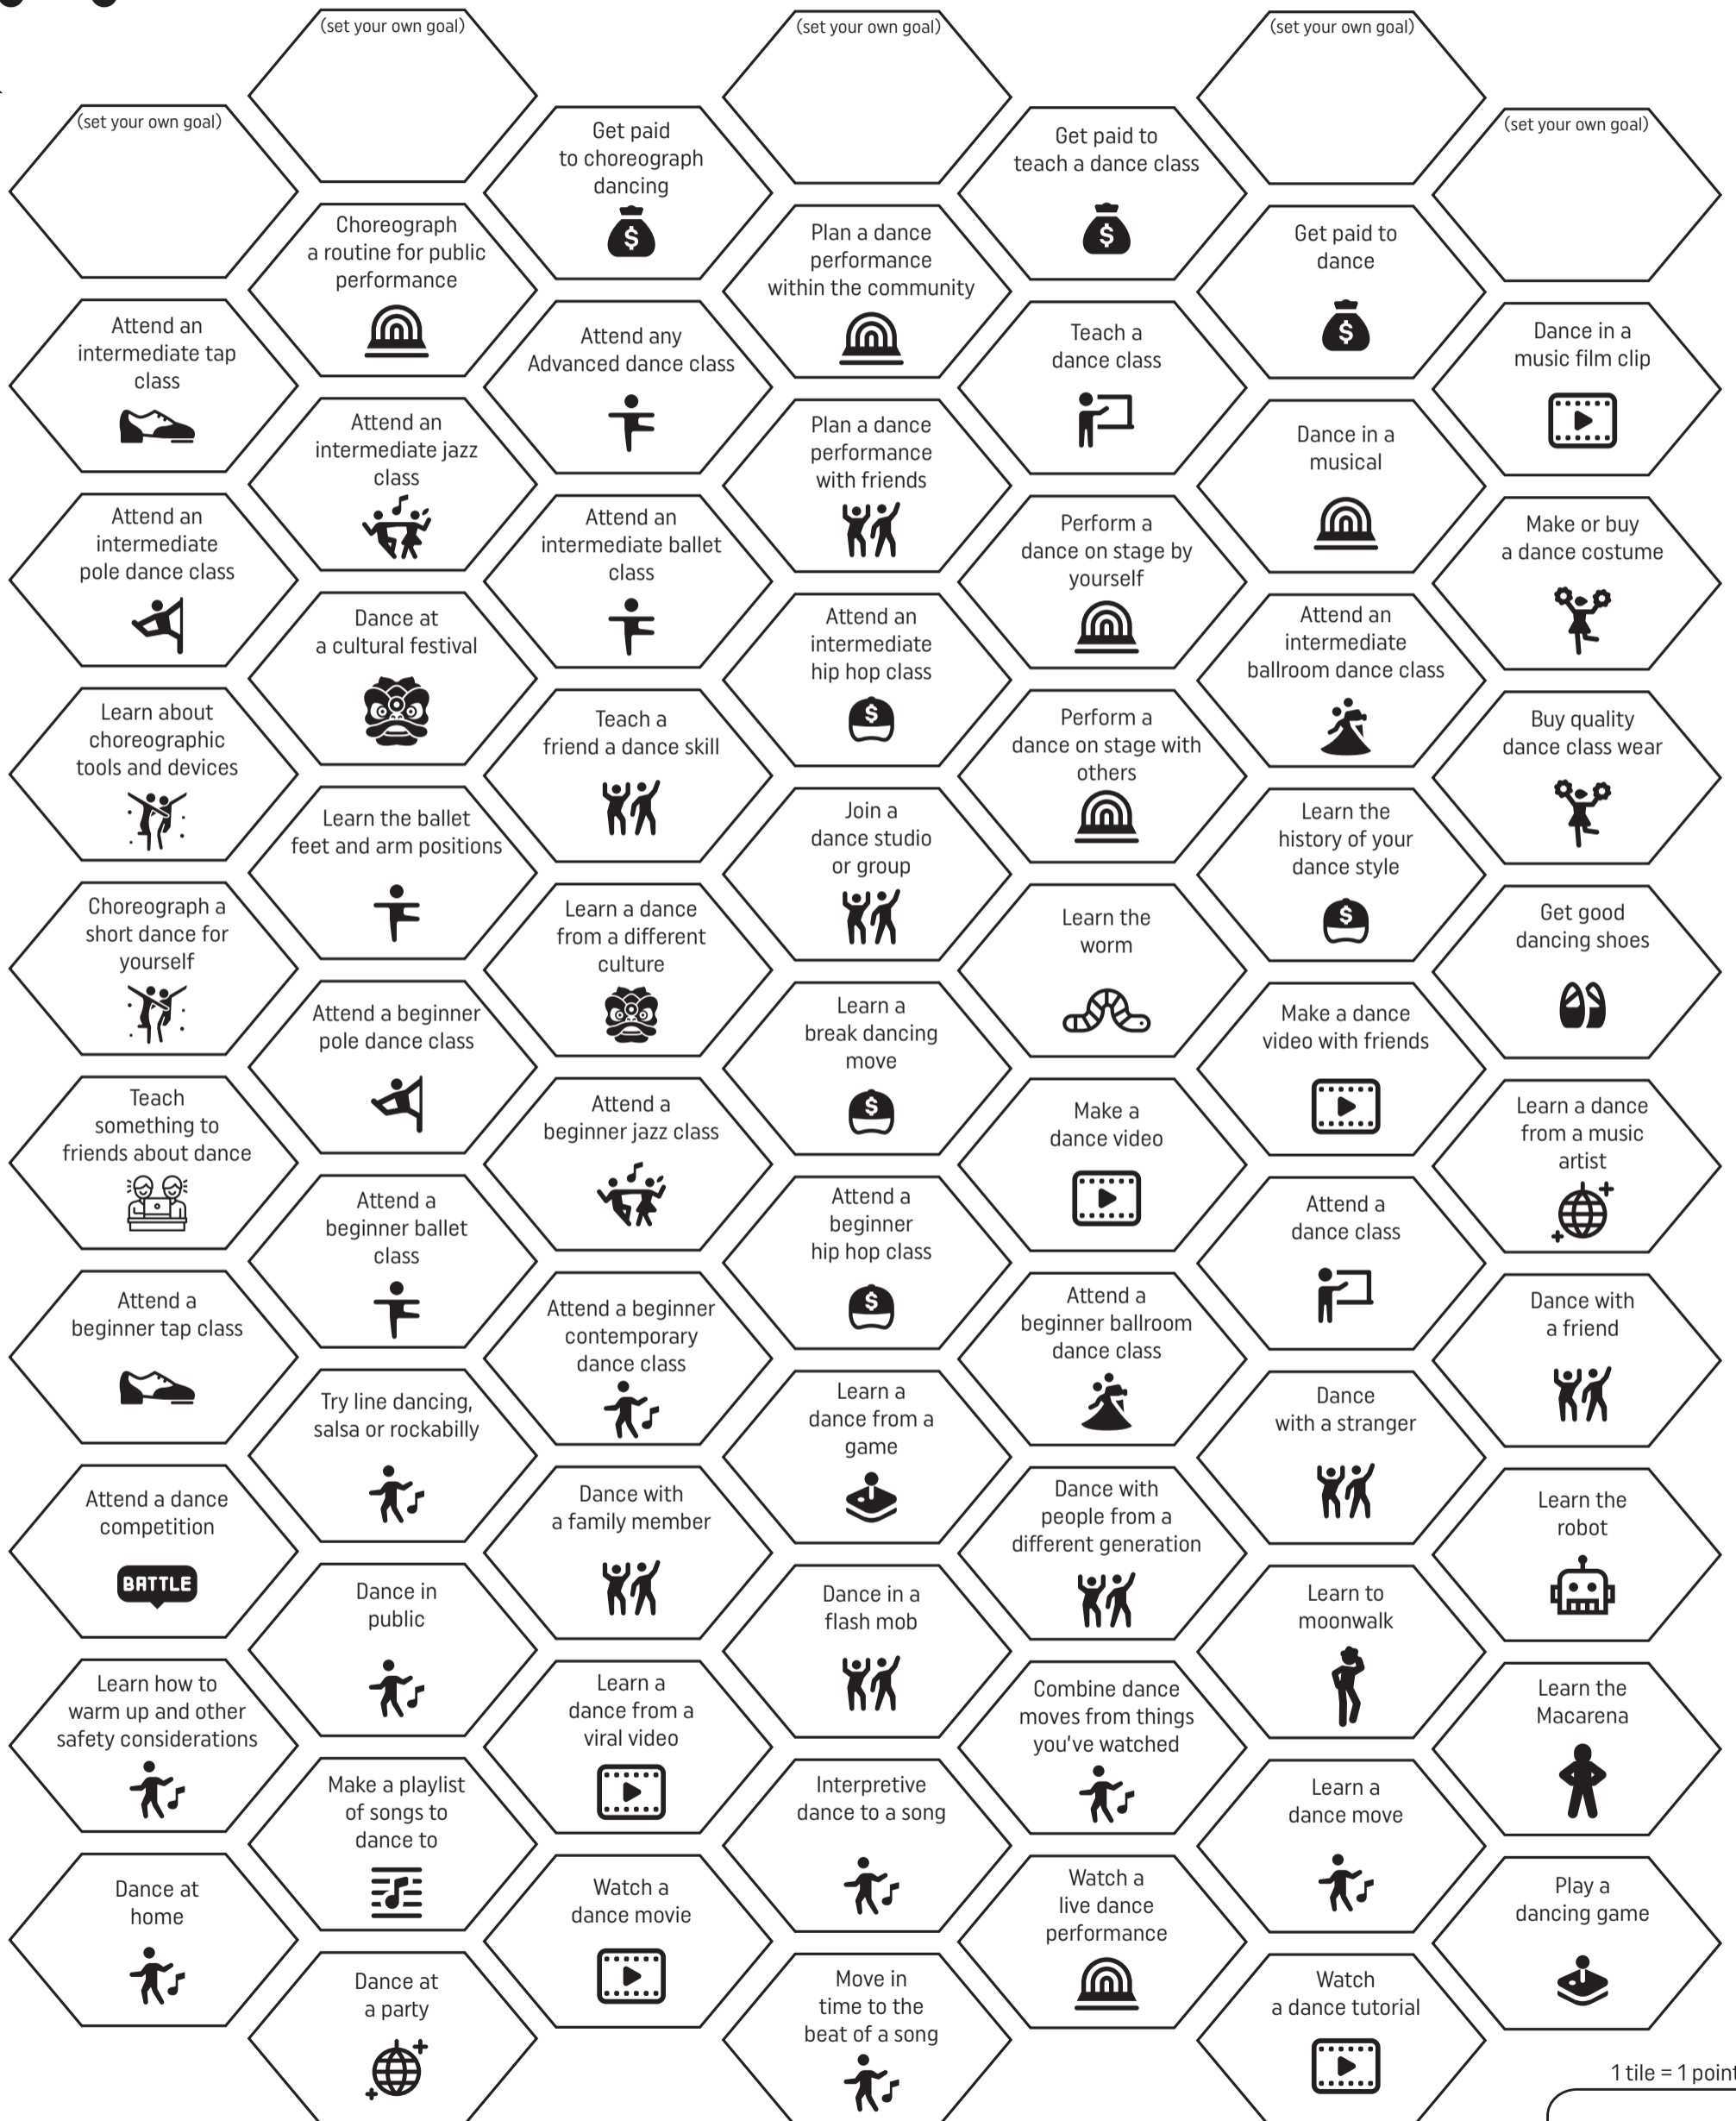 (set your own goal)
(set your own goal)
(set your own goal)
(set your own goal)
(set your own goal)
Get paid
to choreograph
dancing
$
Get paid to
teach a dance class
$
Choreograph
a routine for public
performance
Plan a dance
performance
within the community
Get paid to
dance
$
Attend an
intermediate tap
class
Attend any
Advanced dance class
Teach a
dance class
Dance in a
music film clip
Attend an
intermediate jazz
class
Plan a dance
performance
with friends
Dance in a
musical
Attend an
intermediate
pole dance class
Attend an
intermediate ballet
class
Perform a
dance on stage by
yourself
Make or buy
a dance costume
Dance at
a cultural festival
Attend an
intermediate
hip hop class
$
Attend an
intermediate
ballroom dance class
Learn about
choreographic
tools and devices
Teach a
friend a dance skill
Perform a
dance on stage with
others
Buy quality
dance class wear
Learn the ballet
feet and arm positions
Join a
dance studio
or group
Learn the
history of your
dance style
$
Choreograph a
short dance for
yourself
Learn a dance
from a different
culture
Learn the
worm
Get good
dancing shoes
Attend a beginner
pole dance class
Learn a
break dancing
move
$
Make a dance
video with friends
Teach
something to
friends about dance
Attend a
beginner jazz class
Make a
dance video
Learn a dance
from a music
artist
Attend a
beginner ballet
class
Attend a
beginner
hip hop class
$
Attend a
dance class
Attend a
beginner tap class
Attend a beginner
contemporary
dance class
Attend a
beginner ballroom
dance class
Dance with
a friend
Try line dancing,
salsa or rockabilly
Learn a
dance from a
game
Dance
with a stranger
Attend a dance
competition
BATTLE
Dance with
a family member
Dance with
people from a
different generation
Learn the
robot
Dance in
public
Dance in a
flash mob
Learn to
moonwalk
Learn how to
warm up and other
safety considerations
Learn a
dance from a
viral video
Combine dance
moves from things
you've watched
Learn the
Macarena
Make a playlist
of songs to
dance to
Interpretive
dance to a song
Learn a
dance move
Dance at
home
Watch a
dance movie
Watch a
live dance
performance
Play a
dancing game
Dance at
a party
Move in
time to the
beat of a song
Watch
a dance tutorial
1 tile = 1 point